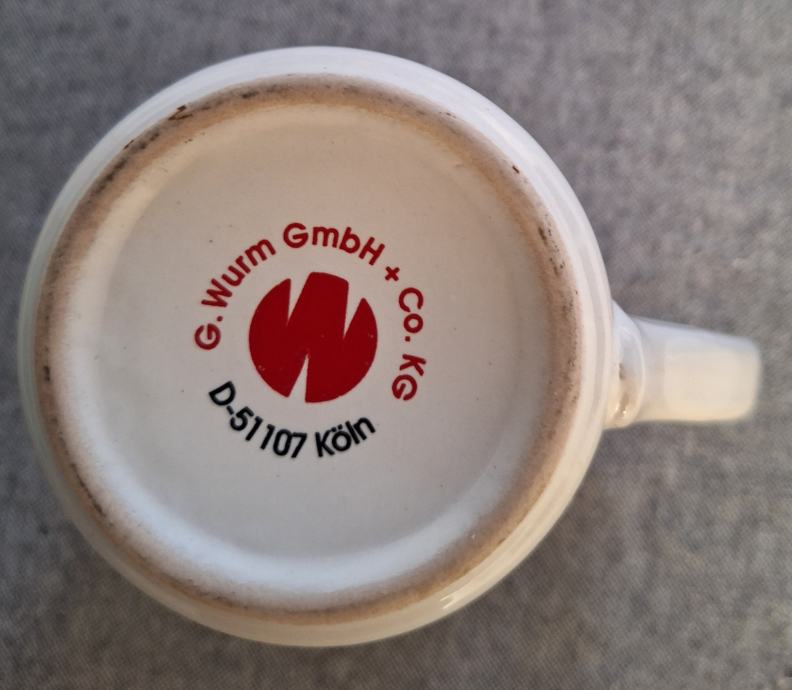 G. Wurm GmbH + Co. KG
D-51107 Köln